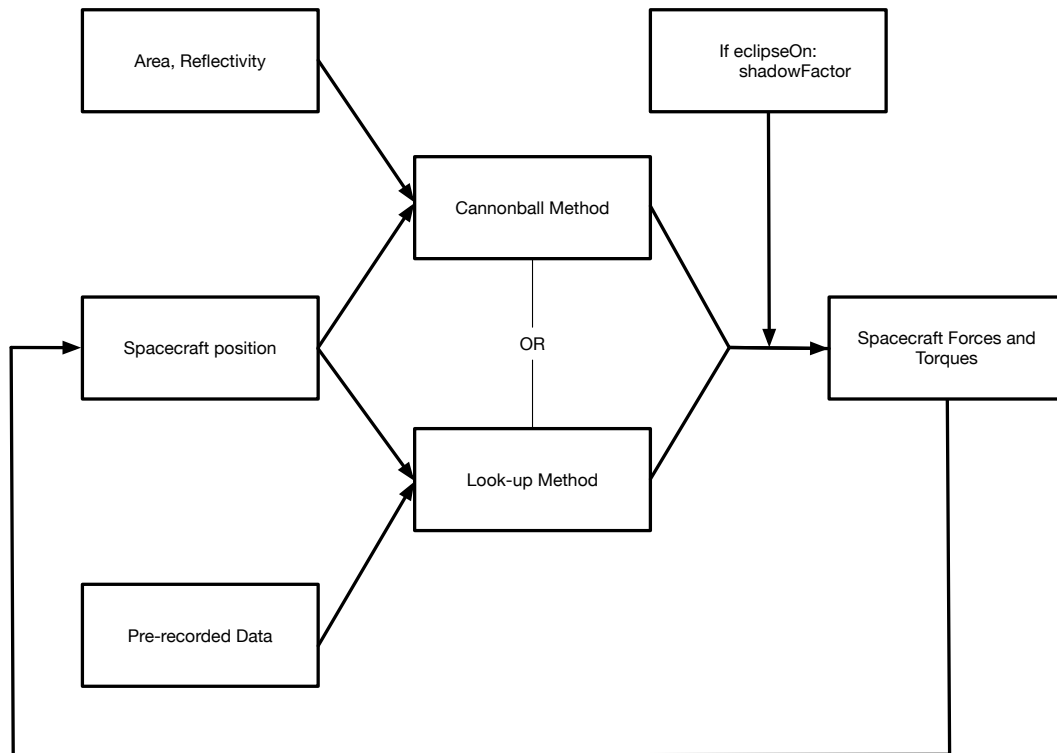 Area, Reflectivity
If eclipseOn:
shadowFactor
Cannonball Method
Spacecraft position
OR
Spacecraft Forces and
Torques
Look-up Method
Pre-recorded Data